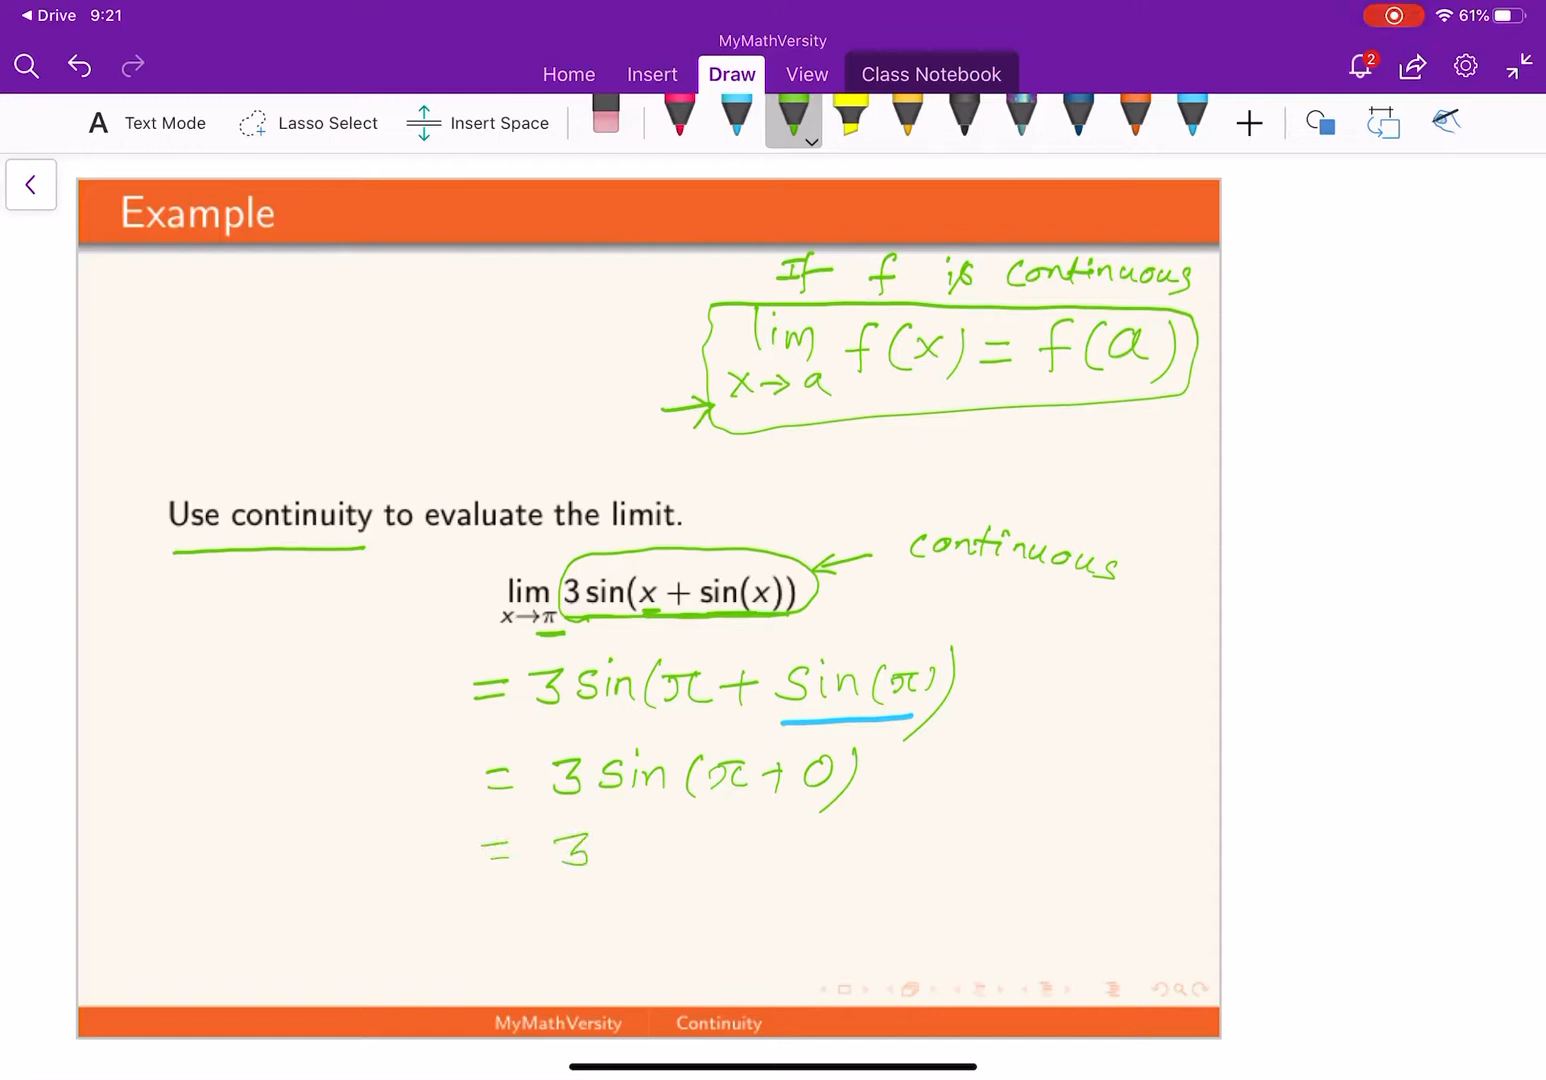 Drive 9:21
61%
MyMathVersity
Home Insert Draw View Class Notebook
2
A Text Mode Lasso Select Insert Space
Example
If f is continuous
lim f(x) = f(a)
x→a
Use continuity to evaluate the limit.
continuous
lim 3 sin(x + sin(x))
x→π
= 3 sin(π + sin(π))
= 3 sin(π + 0)
= 3
MyMathVersity Continuity